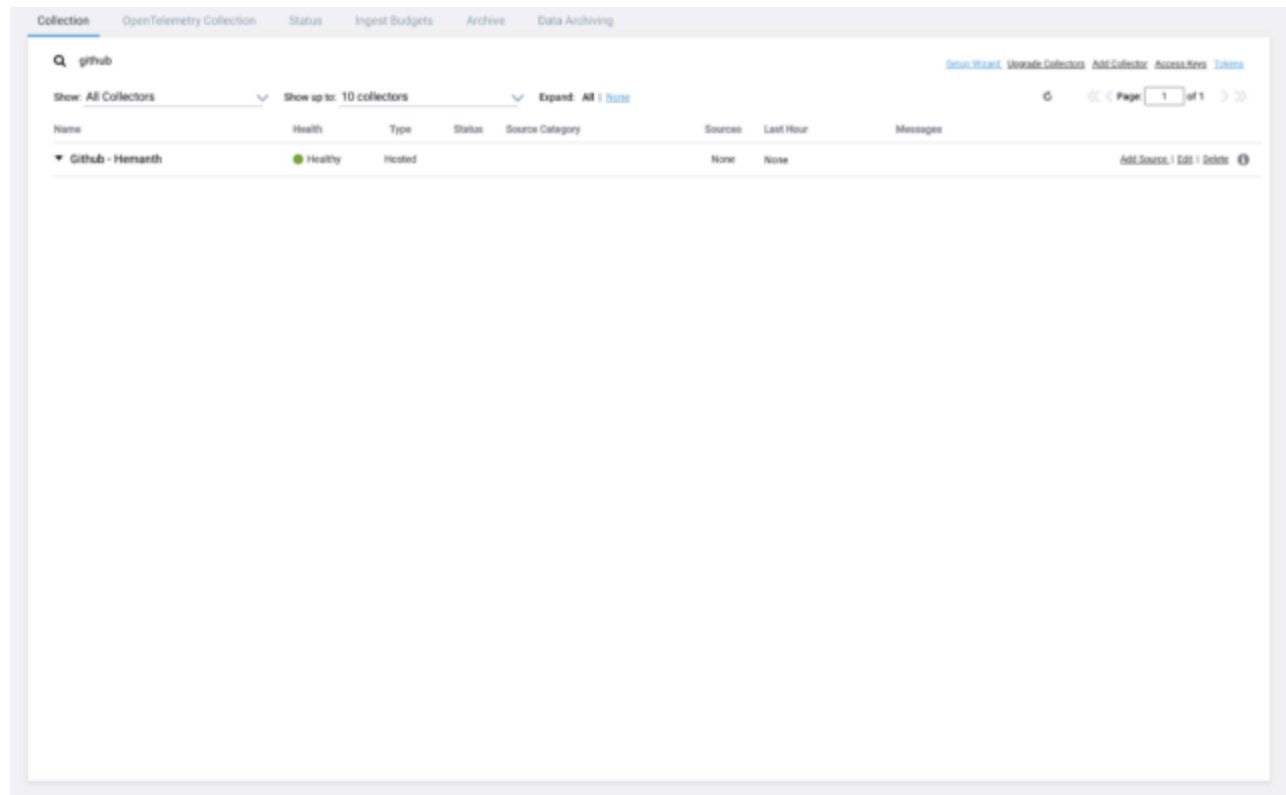 Collection OpenTelemetry Collection Status Ingest Budgets Archive Data Archiving
github
Setup Wizard Upgrade Collectors Add Collector Access Keys Tokens
Show: All Collectors Show up to: 10 collectors Expand: All | None Page: 1 of 1
Name Health Type Status Source Category Sources Last Hour Messages
Github - Hemanth Healthy Hosted None None Add Source | Edit | Delete